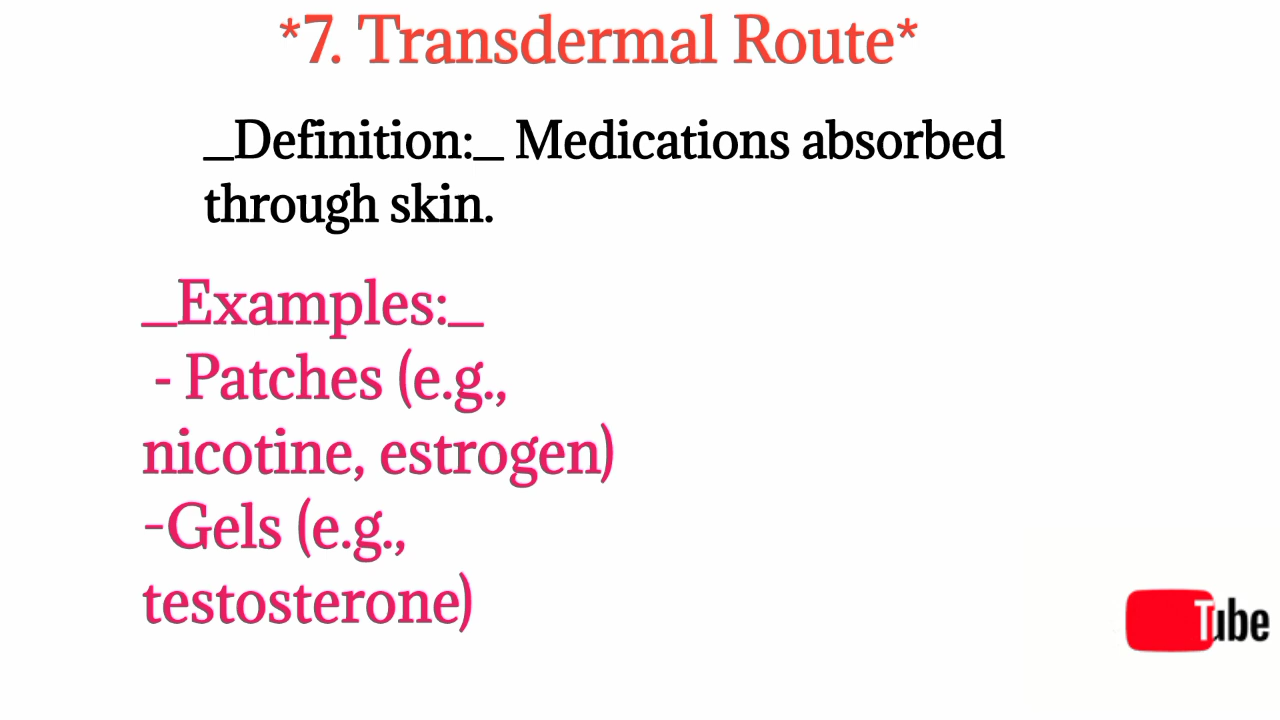 *7. Transdermal Route*
_Definition:_ Medications absorbed
through skin.
_Examples:_
- Patches (e.g.,
nicotine, estrogen)
-Gels (e.g.,
testosterone)
Tube